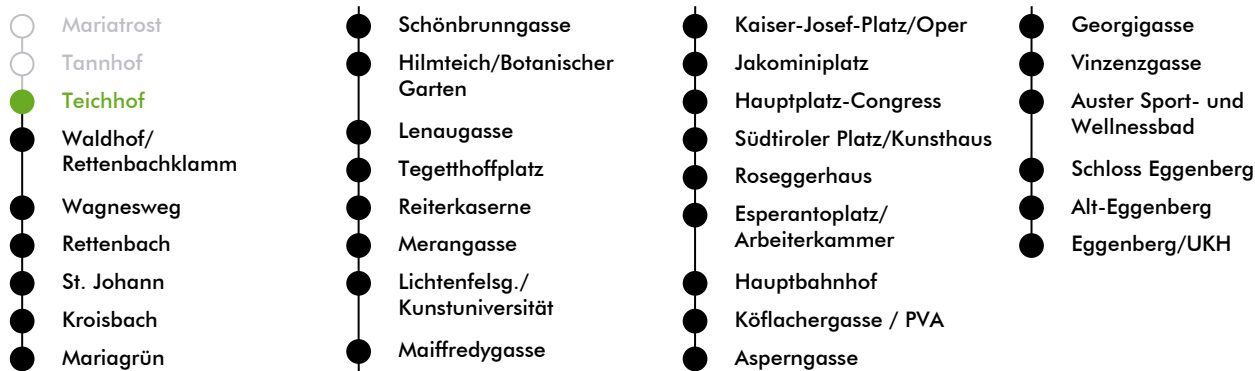 Mariatrost
Tannhof
Teichhof
Waldhof/
Rettenbachklamm
Wagnesweg
Rettenbach
St. Johann
Kroisbach
Mariagrün
Schönbrunngasse
Hilmteich/Botanischer
Garten
Lenaugasse
Tegetthoffplatz
Reiterkaserne
Merangasse
Lichtenfelsg./
Kunstuniversität
Maiffredygasse
Kaiser-Josef-Platz/Oper
Jakominiplatz
Hauptplatz-Congress
Südtiroler Platz/Kunsthaus
Roseggerhaus
Esperantoplatz/
Arbeiterkammer
Hauptbahnhof
Köflachergasse / PVA
Asperngasse
Georgigasse
Vinzenzgasse
Auster Sport- und
Wellnessbad
Schloss Eggenberg
Alt-Eggenberg
Eggenberg/UKH